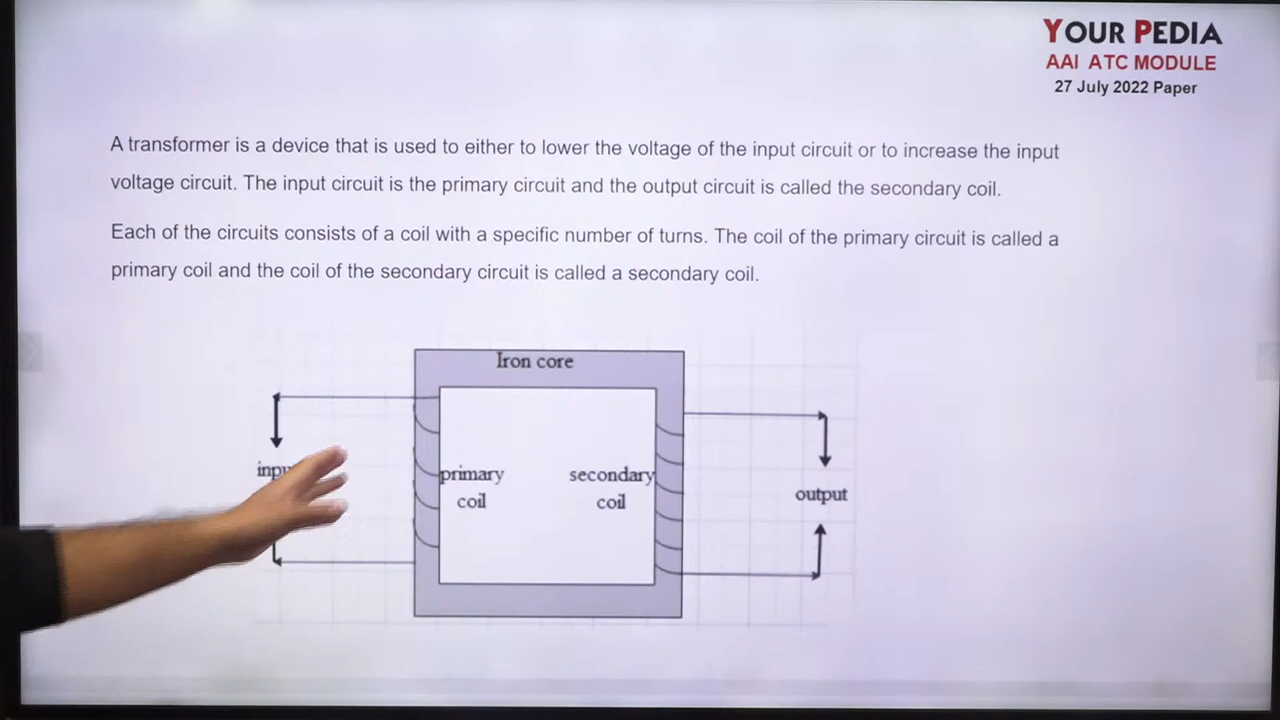 YOUR PEDIA
AAI ATC MODULE
27 July 2022 Paper
A transformer is a device that is used to either to lower the voltage of the input circuit or to increase the input
voltage circuit. The input circuit is the primary circuit and the output circuit is called the secondary coil.
Each of the circuits consists of a coil with a specific number of turns. The coil of the primary circuit is called a
primary coil and the coil of the secondary circuit is called a secondary coil.
Iron core
primary
coil
secondary
coil
output